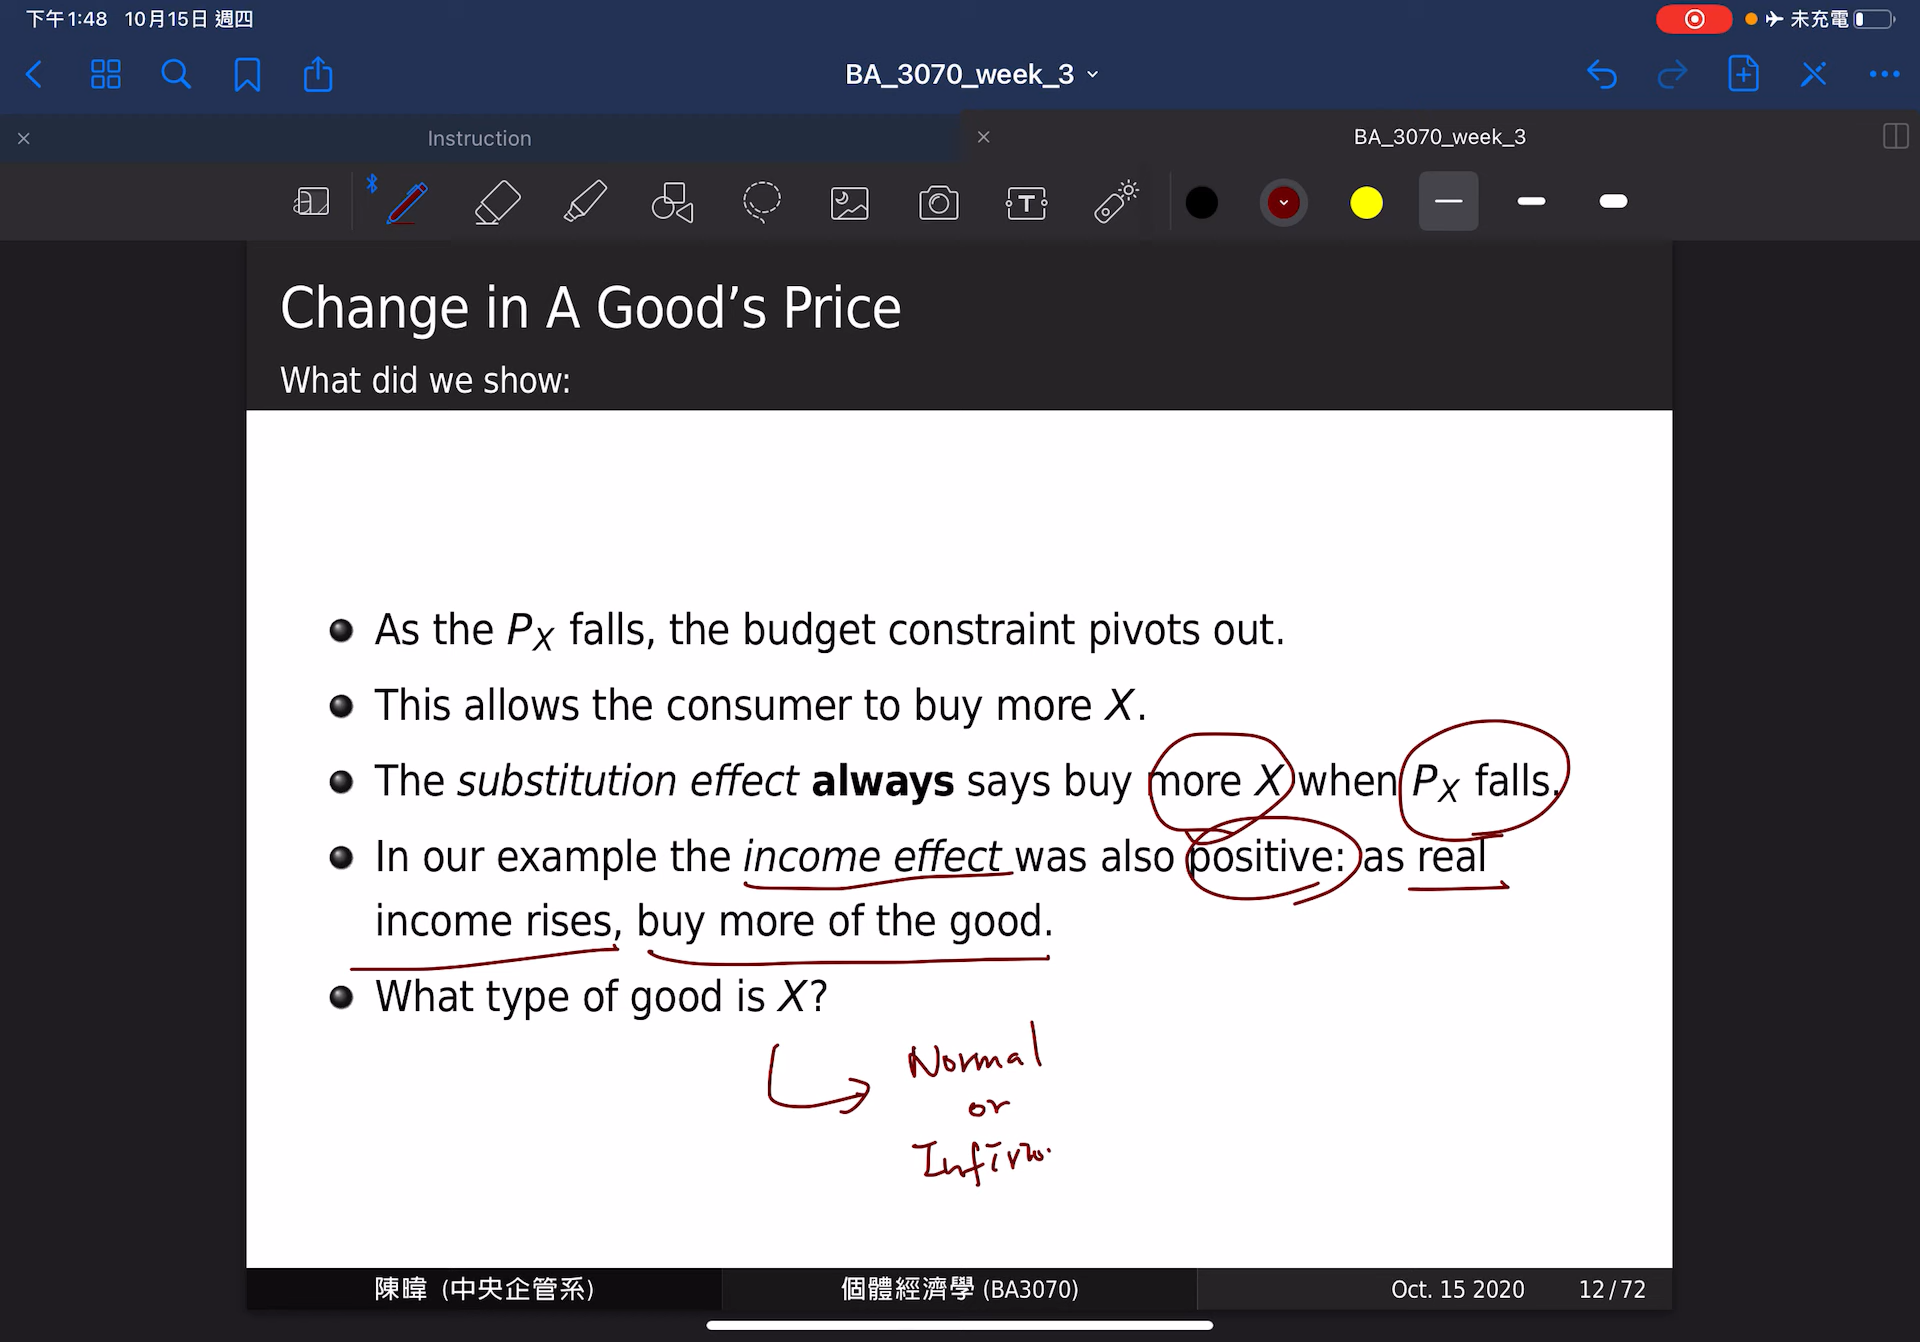 下午1:48 10月15日 週四
未充電
BA_3070_week_3
Instruction
BA_3070_week_3
T
Change in A Good’s Price
What did we show:
As the PX falls, the budget constraint pivots out.
This allows the consumer to buy more X.
The substitution effect always says buy more X when PX falls.
In our example the income effect was also positive: as real
income rises, buy more of the good.
What type of good is X?
Normal
or
陳暐 (中央企管系)
個體經濟學 (BA3070)
Oct. 15 2020
12/72